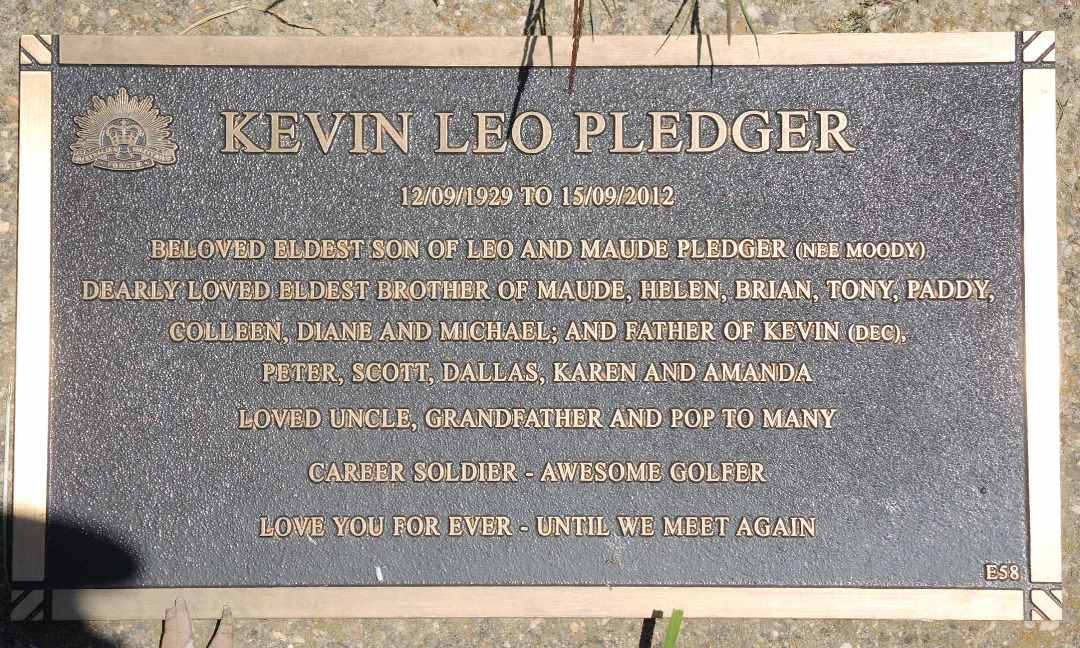 KEVIN LEO PLEDGER
12/09/1929 TO 15/09/2012
BELOVED ELDEST SON OF LEO AND MAUDE PLEDGER (NEE MOODY)
DEARLY LOVED ELDEST BROTHER OF MAUDE, HELEN, BRIAN, TONY, PADDY,
COLLEEN, DIANE AND MICHAEL; AND FATHER OF KEVIN (DEC),
PETER, SCOTT, DALLAS, KAREN AND AMANDA
LOVED UNCLE, GRANDFATHER AND POP TO MANY
CAREER SOLDIER - AWESOME GOLFER
LOVE YOU FOR EVER - UNTIL WE MEET AGAIN
E58